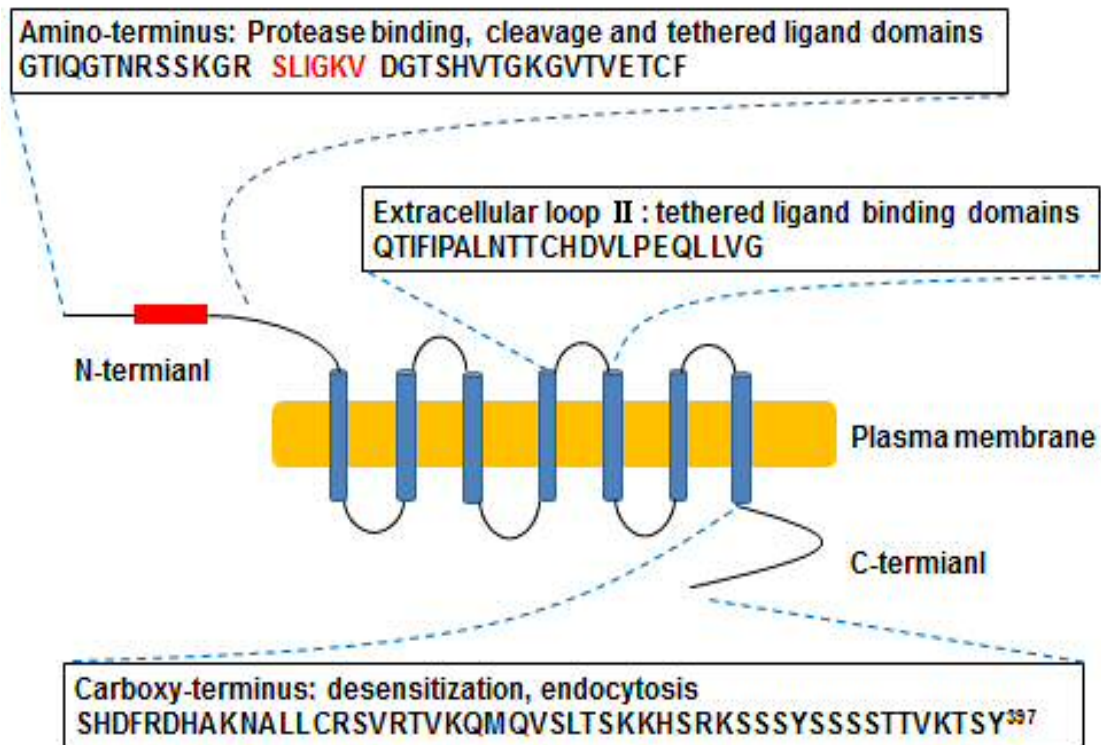 Amino-terminus: Protease binding, cleavage and tethered ligand domains
GTIQGTNRSSKGR SLIGKV DGTSHVTGKGVTVETCF
Extracellular loop II : tethered ligand binding domains
QTIFIPALNTTCHDVLPEQLLVG
N-termianl
Plasma membrane
C-termianl
Carboxy-terminus: desensitization, endocytosis
SHDFRDHAKNALLCRSVRTVKQMQVSLTSKKHSRKSSSYSSSSTTVKTSY397